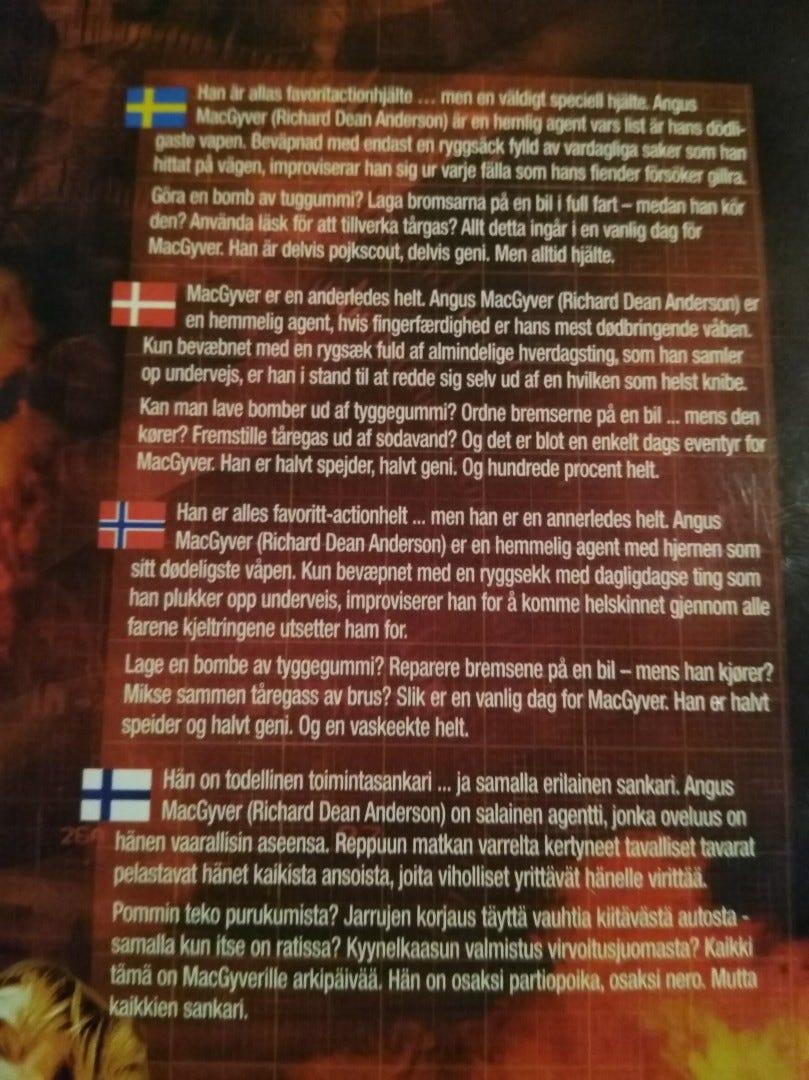 Han är allas favoritactionhjälte ... men en väldigt speciell hjälte. Angus
MacGyver (Richard Dean Anderson) är en hemlig agent vars list är hans dödli-
gaste vapen. Beväpnad med endast en ryggsäck fylld av vardagliga saker som han
hittat på vägen, improviserar han sig ur varje fälla som hans fiender försöker gillra.
Göra en bomb av tuggummi? Laga bromsarna på en bil i full fart – medan han kör
den? Använda läsk för att tillverka tårgas? Allt detta ingår i en vanlig dag för
MacGyver. Han är delvis pojkscout, delvis geni. Men alltid hjälte.
MacGyver er en anderledes helt. Angus MacGyver (Richard Dean Anderson) er
en hemmelig agent, hvis fingerfærdighed er hans mest dødbringende våben.
Kun bevæbnet med en rygsæk fuld af almindelige hverdagsting, som han samler
op undervejs, er han i stand til at redde sig selv ud af en hvilken som helst knibe.
Kan man lave bomber ud af tyggegummi? Ordne bremserne på en bil ... mens den
kører? Fremstille tåregas ud af sodavand? Og det er blot en enkelt dags eventyr for
MacGyver. Han er halvt spejder, halvt geni. Og hundrede procent helt.
Han er alles favoritt-actionhelt ... men han er en annerledes helt. Angus
MacGyver (Richard Dean Anderson) er en hemmelig agent med hjernen som
sitt dødeligste våpen. Kun bevæpnet med en ryggsekk med dagligdagse ting som
han plukker opp underveis, improviserer han for å komme helskinnet gjennom alle
farene kjeltringene utsetter ham for.
Lage en bombe av tyggegummi? Reparere bremsene på en bil – mens han kjører?
Mikse sammen tåregass av brus? Slik er en vanlig dag for MacGyver. Han er halvt
speider og halvt geni. Og en vaskeekte helt.
Hän on todellinen toimintasankari ... ja samalla erilainen sankari. Angus
MacGyver (Richard Dean Anderson) on salainen agentti, jonka oveluus on
hänen vaarallisin aseensa. Reppuun matkan varrelta kertyneet tavalliset tavarat
pelastavat hänet kaikista ansoista, joita viholliset yrittävät hänelle virittää.
Pommin teko purukumista? Jarrujen korjaus täyttä vauhtia kiitävästä autosta -
samalla kun itse on ratissa? Kyynelkaasun valmistus virvoitusjuomasta? Kaikki
tämä on MacGyverille arkipäivää. Hän on osaksi partiopoika, osaksi nero. Mutta
kaikkien sankari.